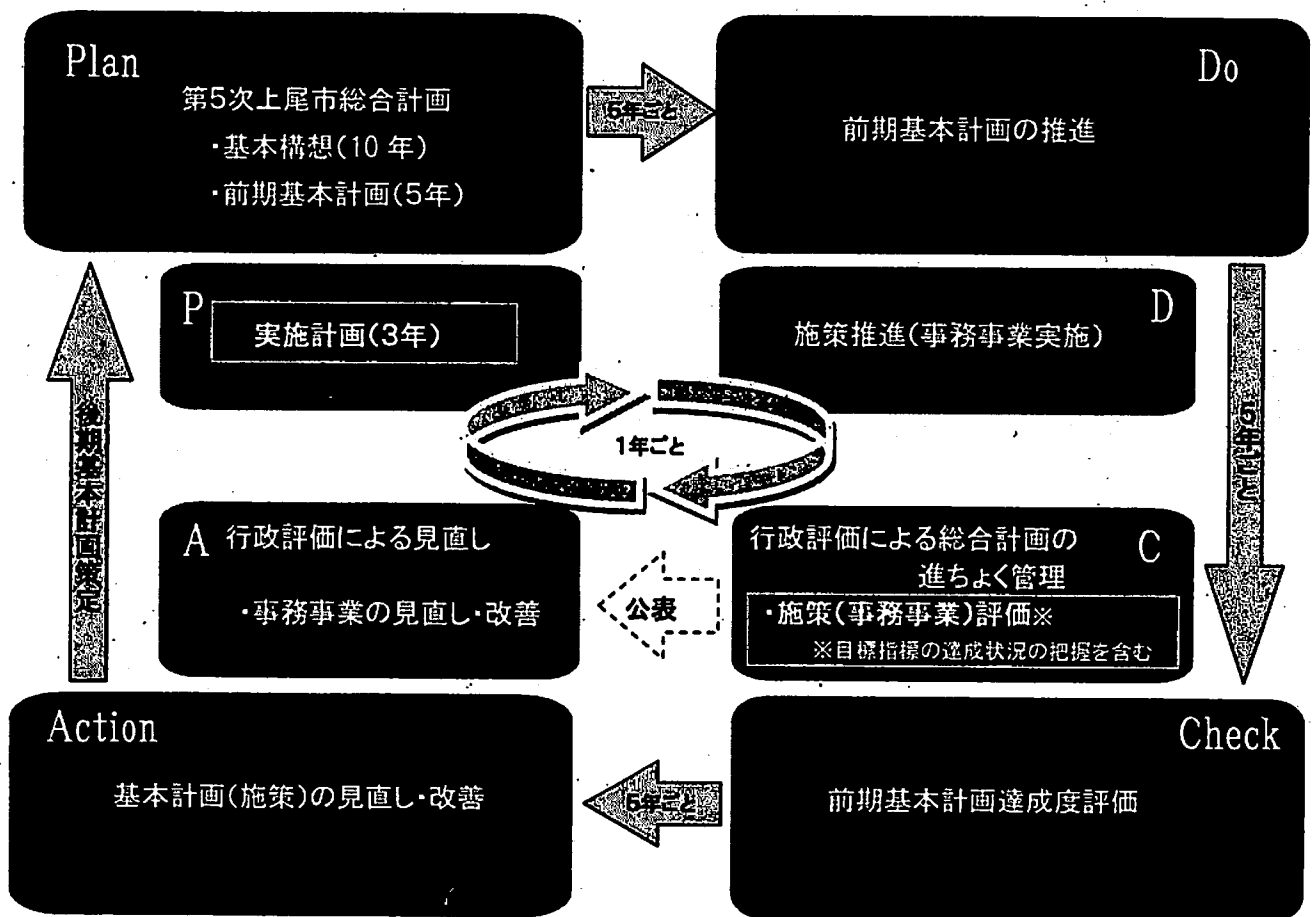 Plan
第5次上尾市総合計画
・基本構想(10年)
・前期基本計画(5年)
5年ごと
Do
前期基本計画の推進
P
実施計画(3年)
D
施策推進(事務事業実施)
1年ごと
後期基本計画策定
5年ごと
A 行政評価による見直し
・事務事業の見直し・改善
公表
行政評価による総合計画の
進ちょく管理
C
・施策(事務事業)評価※
※目標指標の達成状況の把握を含む
Action
基本計画(施策)の見直し・改善
5年ごと
Check
前期基本計画達成度評価